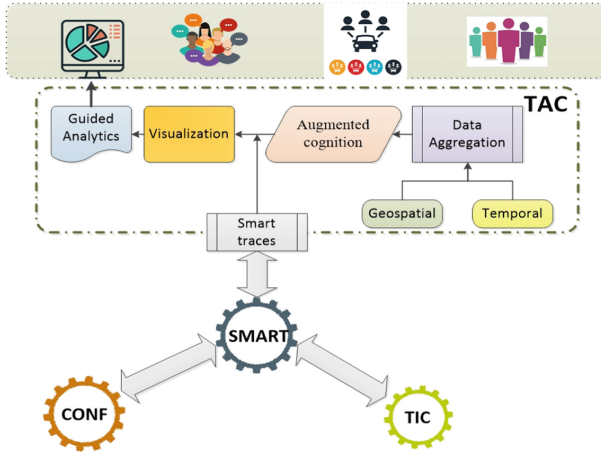 TAC
Guided
Analytics
Visualization
Augmented
cognition
Data
Aggregation
Geospatial
Temporal
Smart
traces
SMART
CONF
TIC